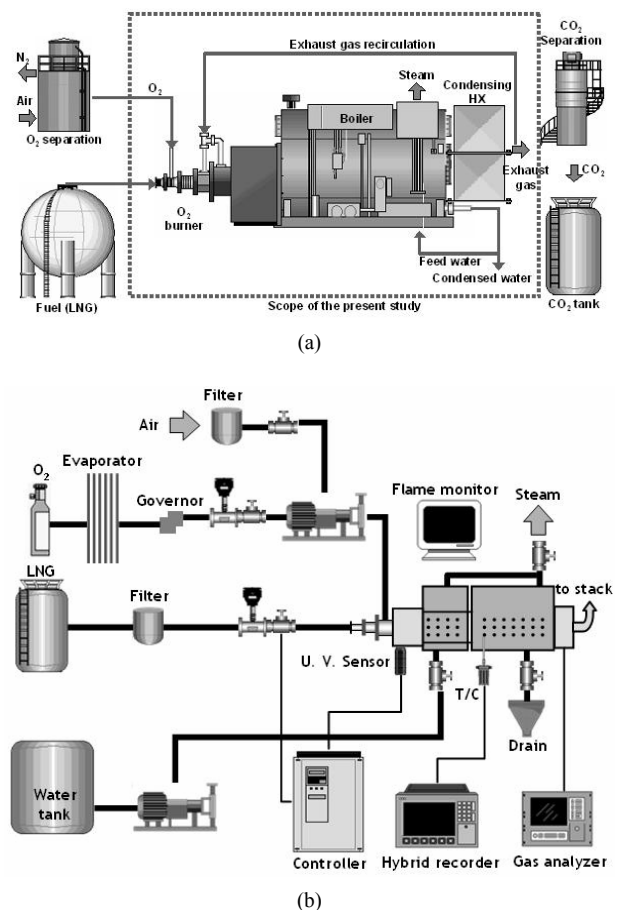 Exhaust gas recirculation
CO₂
Separation
N₂
Air
O₂ separation
O₂
Steam
Condensing
HX
Boiler
Exhaust
gas
CO₂
O₂
burner
Feed water
Condensed water
Fuel (LNG)
Scope of the present study
CO₂ tank
(a)
Filter
Air
O₂
Evaporator
Governor
Flame monitor
Steam
LNG
Filter
to stack
U. V. Sensor
T/C
Drain
Water
tank
Controller
Hybrid recorder
Gas analyzer
(b)